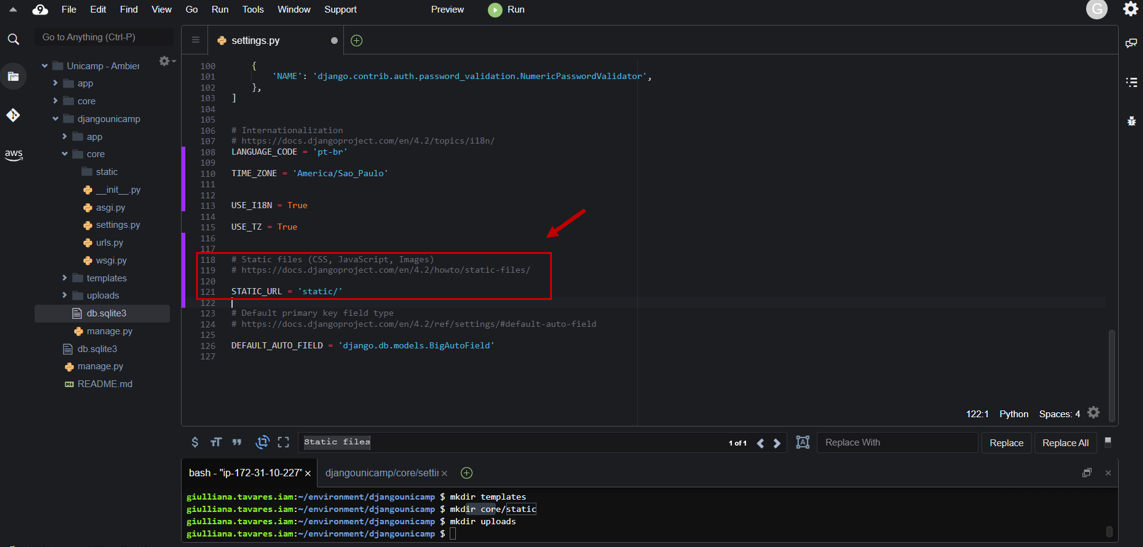 9 File Edit Find View Go Run Tools Window Support Preview Run G
Go to Anything (Ctrl-P)
settings.py
Unicamp - Ambier
app
core
djangounicamp
app
core
static
__init__.py
asgi.py
settings.py
urls.py
wsgi.py
templates
uploads
db.sqlite3
manage.py
db.sqlite3
manage.py
README.md
aws
100 {
101 'NAME': 'django.contrib.auth.password_validation.NumericPasswordValidator',
102 },
103 ]
104
105
106 # Internationalization
107 # https://docs.djangoproject.com/en/4.2/topics/i18n/
108 LANGUAGE_CODE = 'pt-br'
109
110 TIME_ZONE = 'America/Sao_Paulo'
111
112
113 USE_I18N = True
114
115 USE_TZ = True
116
117
118 # Static files (CSS, JavaScript, Images)
119 # https://docs.djangoproject.com/en/4.2/howto/static-files/
120
121 STATIC_URL = 'static/'
122
123 # Default primary key field type
124 # https://docs.djangoproject.com/en/4.2/ref/settings/#default-auto-field
125
126 DEFAULT_AUTO_FIELD = 'django.db.models.BigAutoField'
127
122:1 Python Spaces: 4
Static files 1 of 1 Replace With Replace Replace All
bash - "ip-172-31-10-227" × djangounicamp/core/settin ×
giulliana.tavares.iam:~/environment/djangounicamp $ mkdir templates
giulliana.tavares.iam:~/environment/djangounicamp $ mkdir core/static
giulliana.tavares.iam:~/environment/djangounicamp $ mkdir uploads
giulliana.tavares.iam:~/environment/djangounicamp $